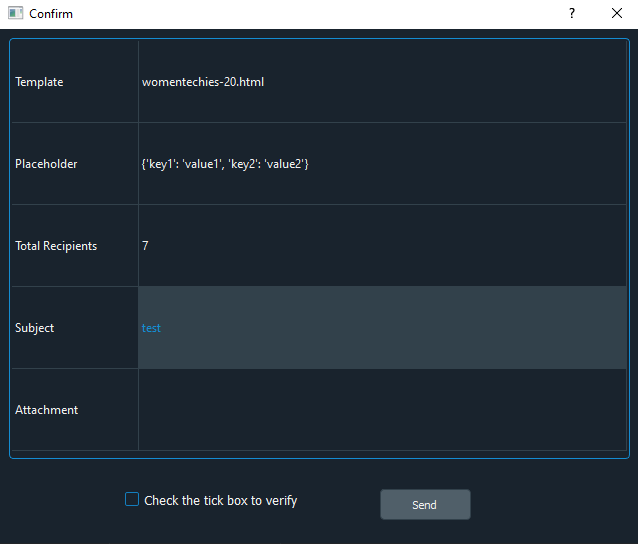 Confirm
?
Template womentechies-20.html
Placeholder {'key1': 'value1', 'key2': 'value2'}
Total Recipients 7
Subject test
Attachment
Check the tick box to verify Send